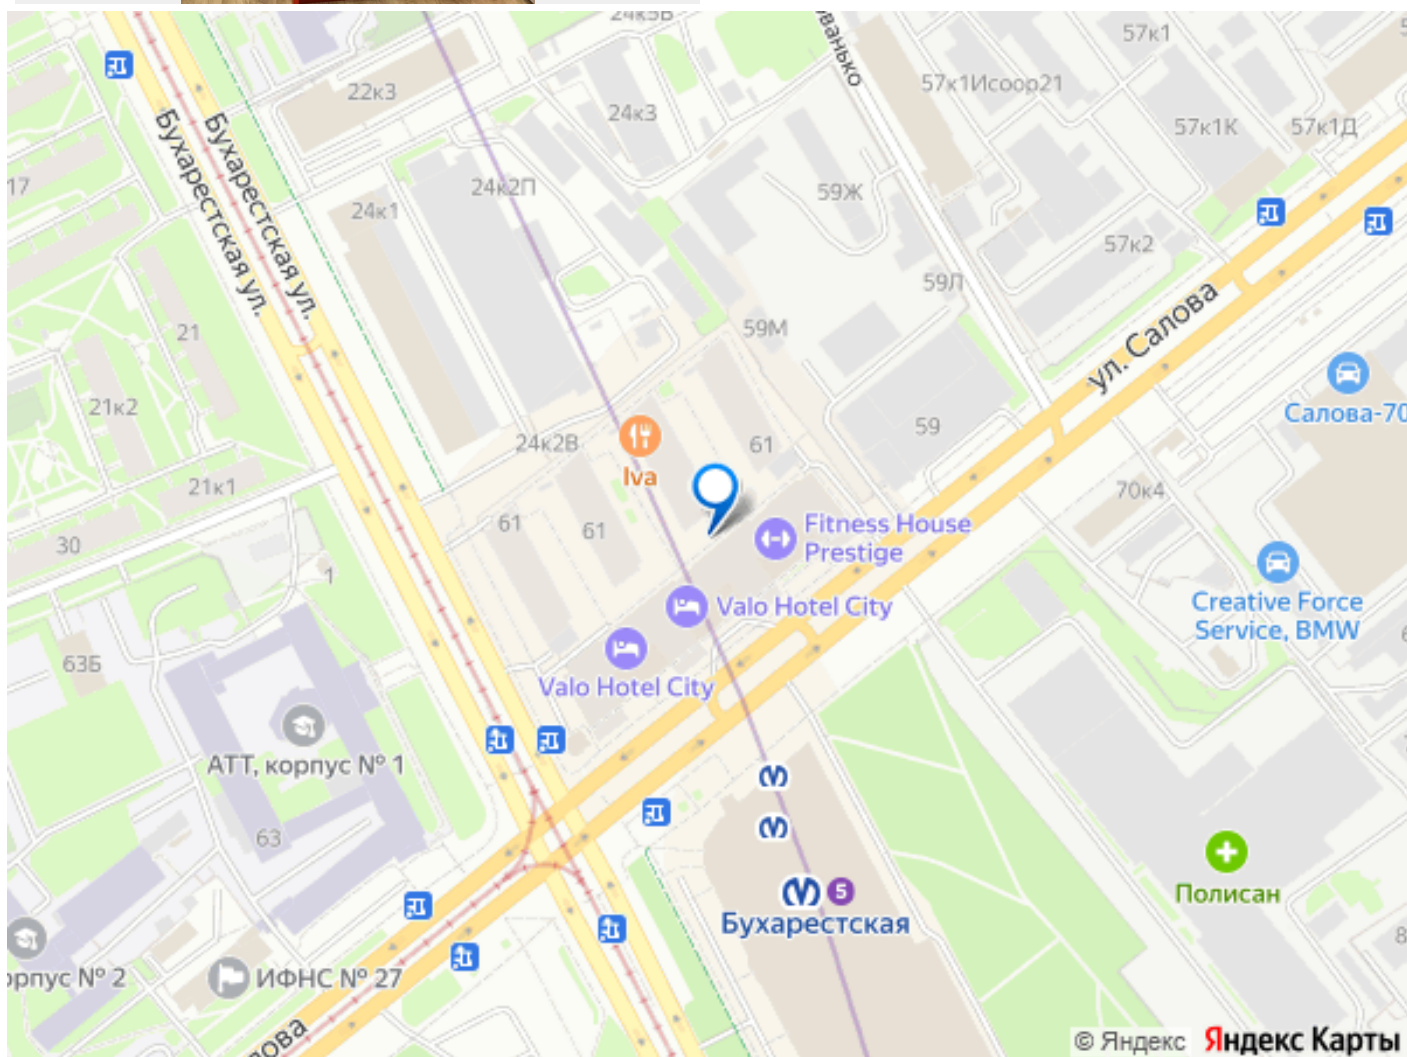 24к5В
57к1
22к3
57к1Исоор21
24к3
Бухарестская ул.
Бухарестская ул.
57к1К
57к1Д
17
24к2П
59Ж
24к1
57к2
59Л
ул. Салова
21
59М
21к2
Салова-70
24к2В
61
59
Iva
21к1
70к4
61
61
Fitness House
Prestige
30
1
Valo Hotel City
Creative Force
Service, BMW
63Б
Valo Hotel City
АТТ, корпус № 1
63
Полисан
5
Бухарестская
орпус № 2
ИФНС № 27
8
© Яндекс Яндекс Карты